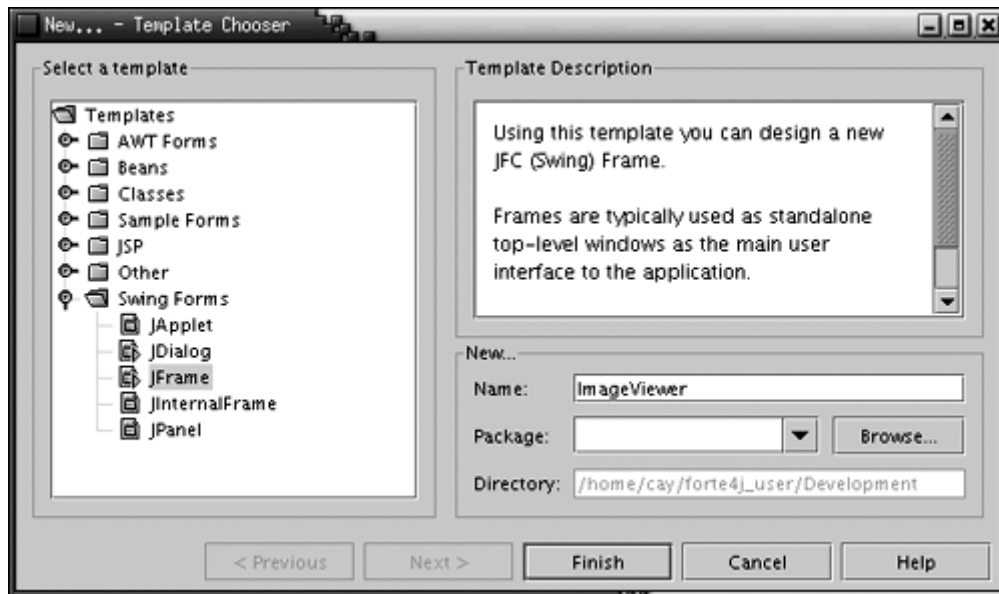 New... - Template Chooser
Select a template
Templates
AWT Forms
Beans
Classes
Sample Forms
JSP
Other
Swing Forms
JApplet
JDialog
JFrame
JInternalFrame
JPanel
Template Description
Using this template you can design a new
JFC (Swing) Frame.
Frames are typically used as standalone
top-level windows as the main user
interface to the application.
New...
Name: ImageViewer
Package: Browse...
Directory: /home/cay/forte4j_user/Development
< Previous Next > Finish Cancel Help